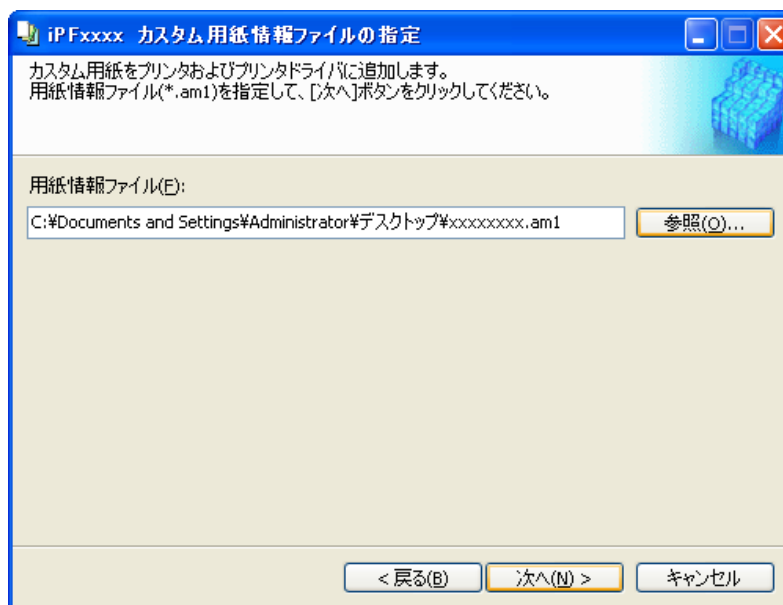 iPFxxxx カスタム用紙情報ファイルの指定
カスタム用紙をプリンタおよびプリンタドライバに追加します。
用紙情報ファイル(*.am1)を指定して、[次へ]ボタンをクリックしてください。
用紙情報ファイル(F):
C:¥Documents and Settings¥Administrator¥デスクトップ¥xxxxxxxx.am1
参照(O)...
< 戻る(B)
次へ(N) >
キャンセル